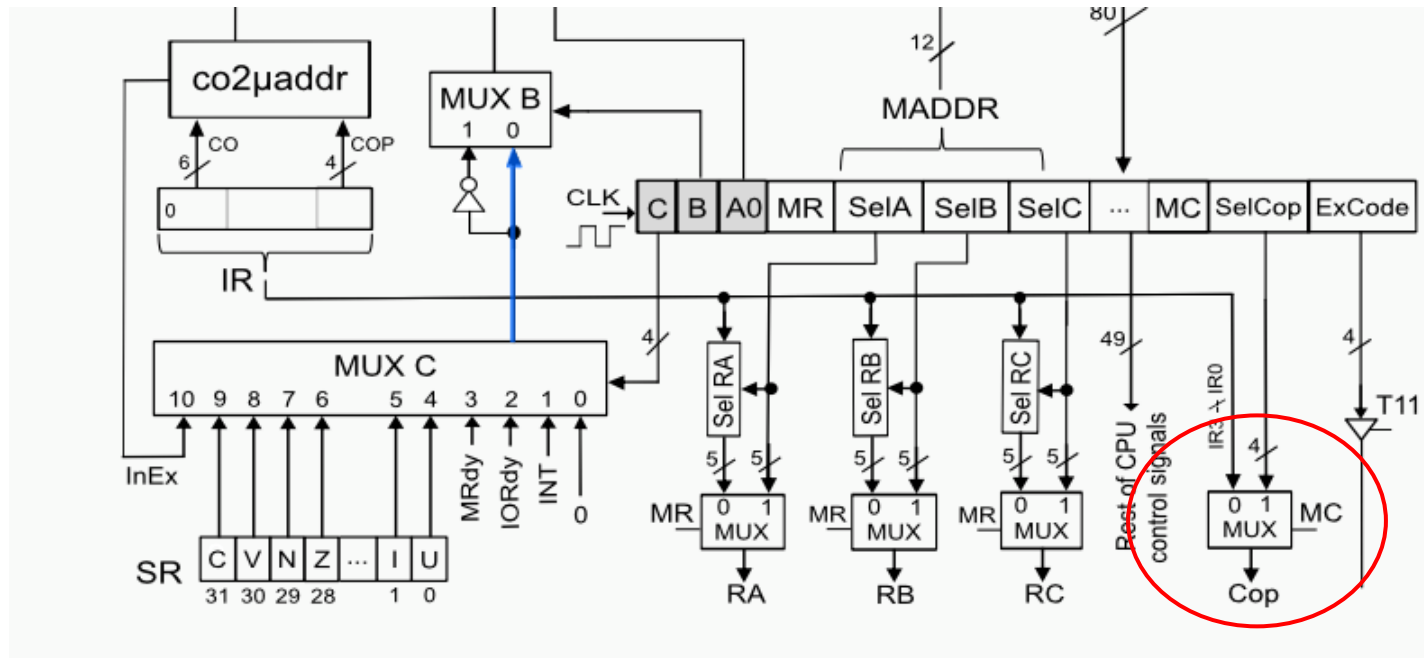 80
12
co2µaddr
MUX B
1 0
MADDR
CO
COP
6
4
CLK
C B A0 MR SelA SelB SelC ... MC SelCop ExCode
0
IR
4
49
4
MUX C
Sel RA
Sel RB
Sel RC
IR3 - IR0
10 9 8 7 6 5 4 3 2 1 0
T11
InEx
MRdy
IORdy
INT
0
5 5
5 5
5 5
4
Rest of CPU
control signals
MR 0 1
MUX
MR 0 1
MUX
MR 0 1
MUX
0 1 MC
MUX
SR C V N Z ... I U
31 30 29 28 1 0
RA
RB
RC
Cop